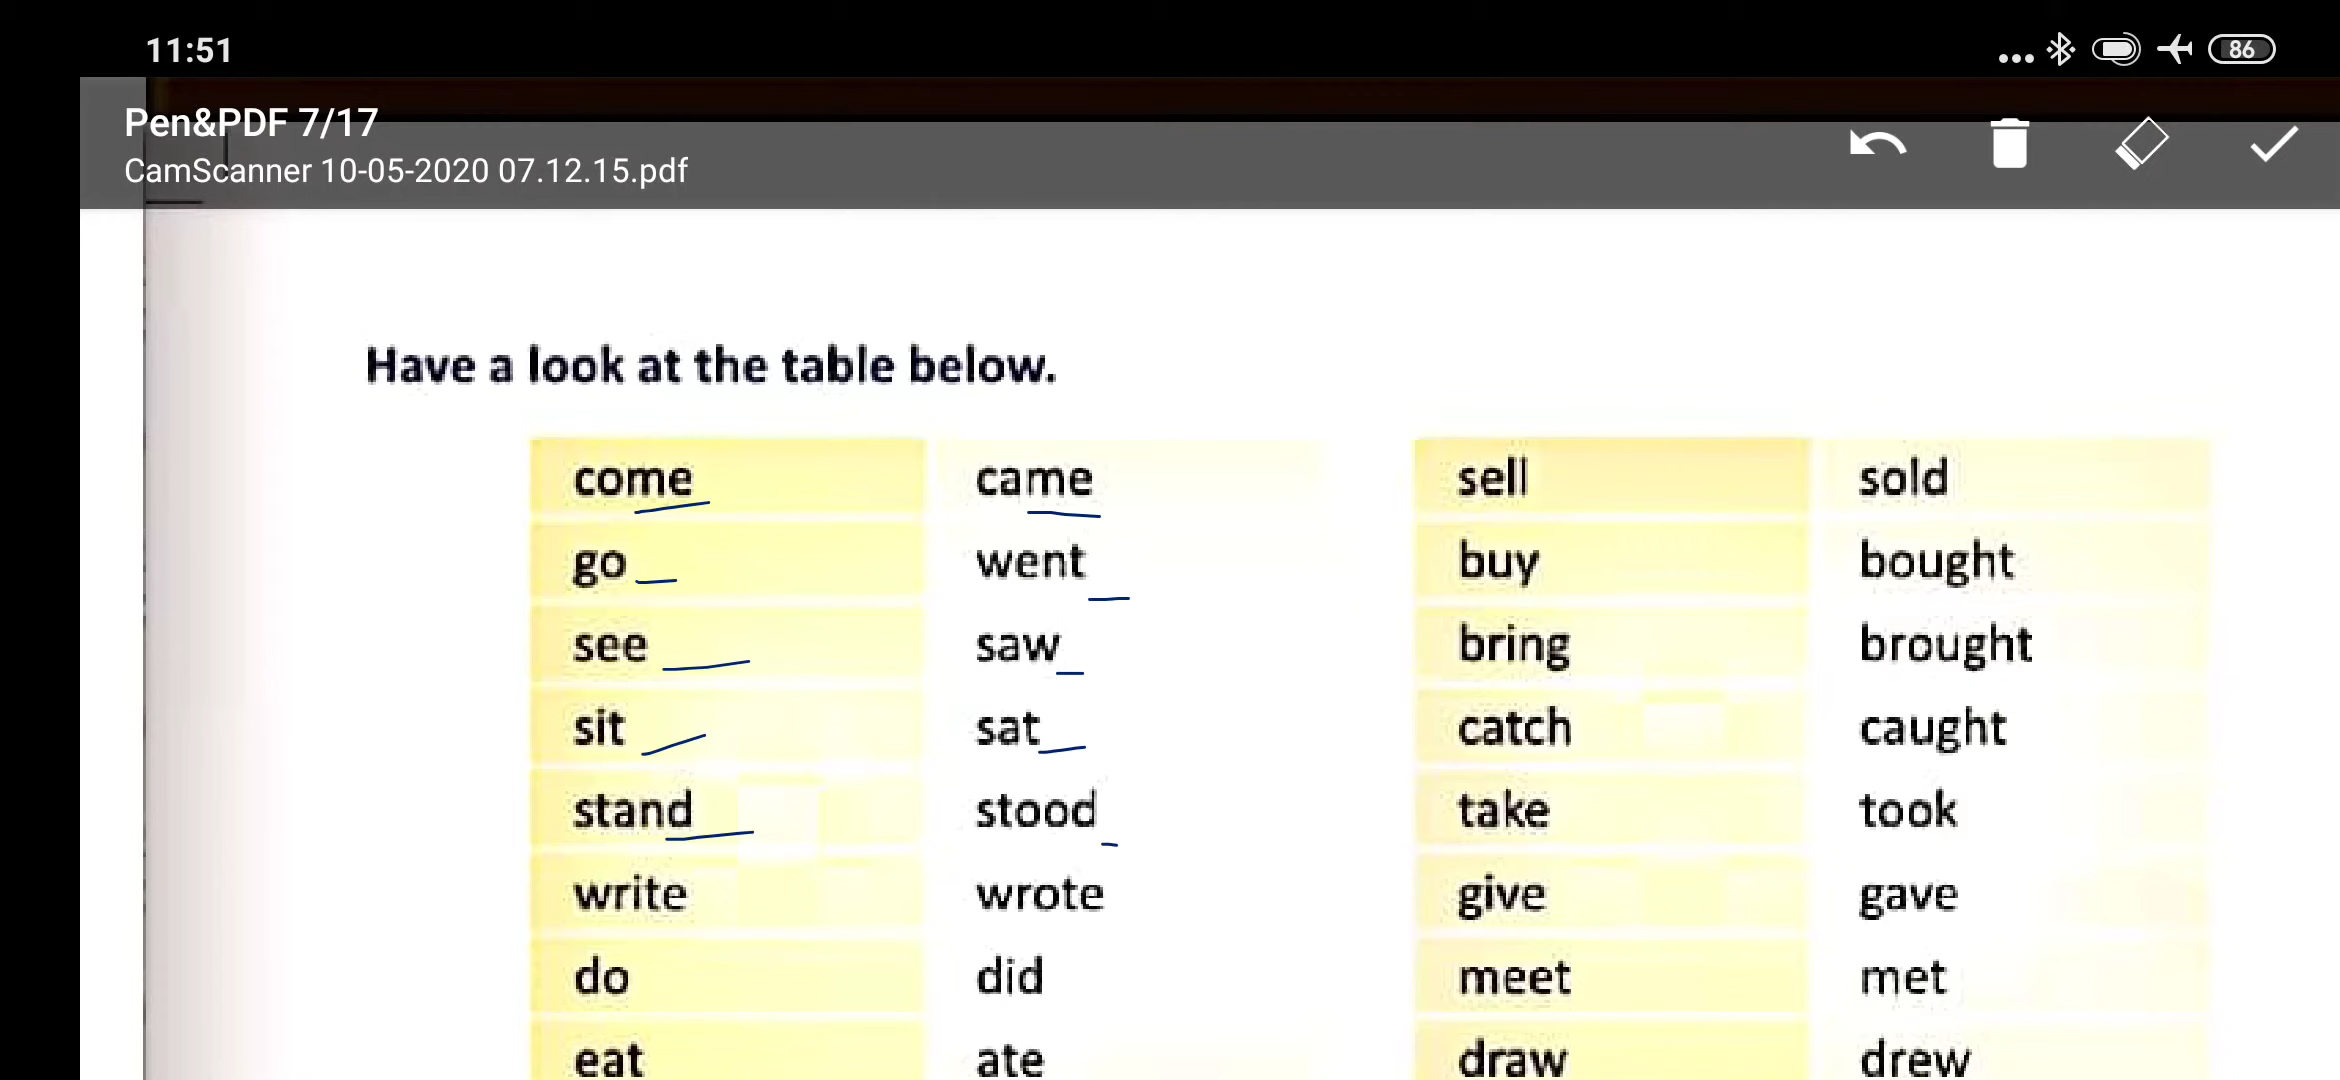 11:51
86
Pen&PDF 7/17
CamScanner 10-05-2020 07.12.15.pdf
Have a look at the table below.
come came sell sold
go went buy bought
see saw bring brought
sit sat catch caught
stand stood take took
write wrote give gave
do did meet met
eat ate draw drew